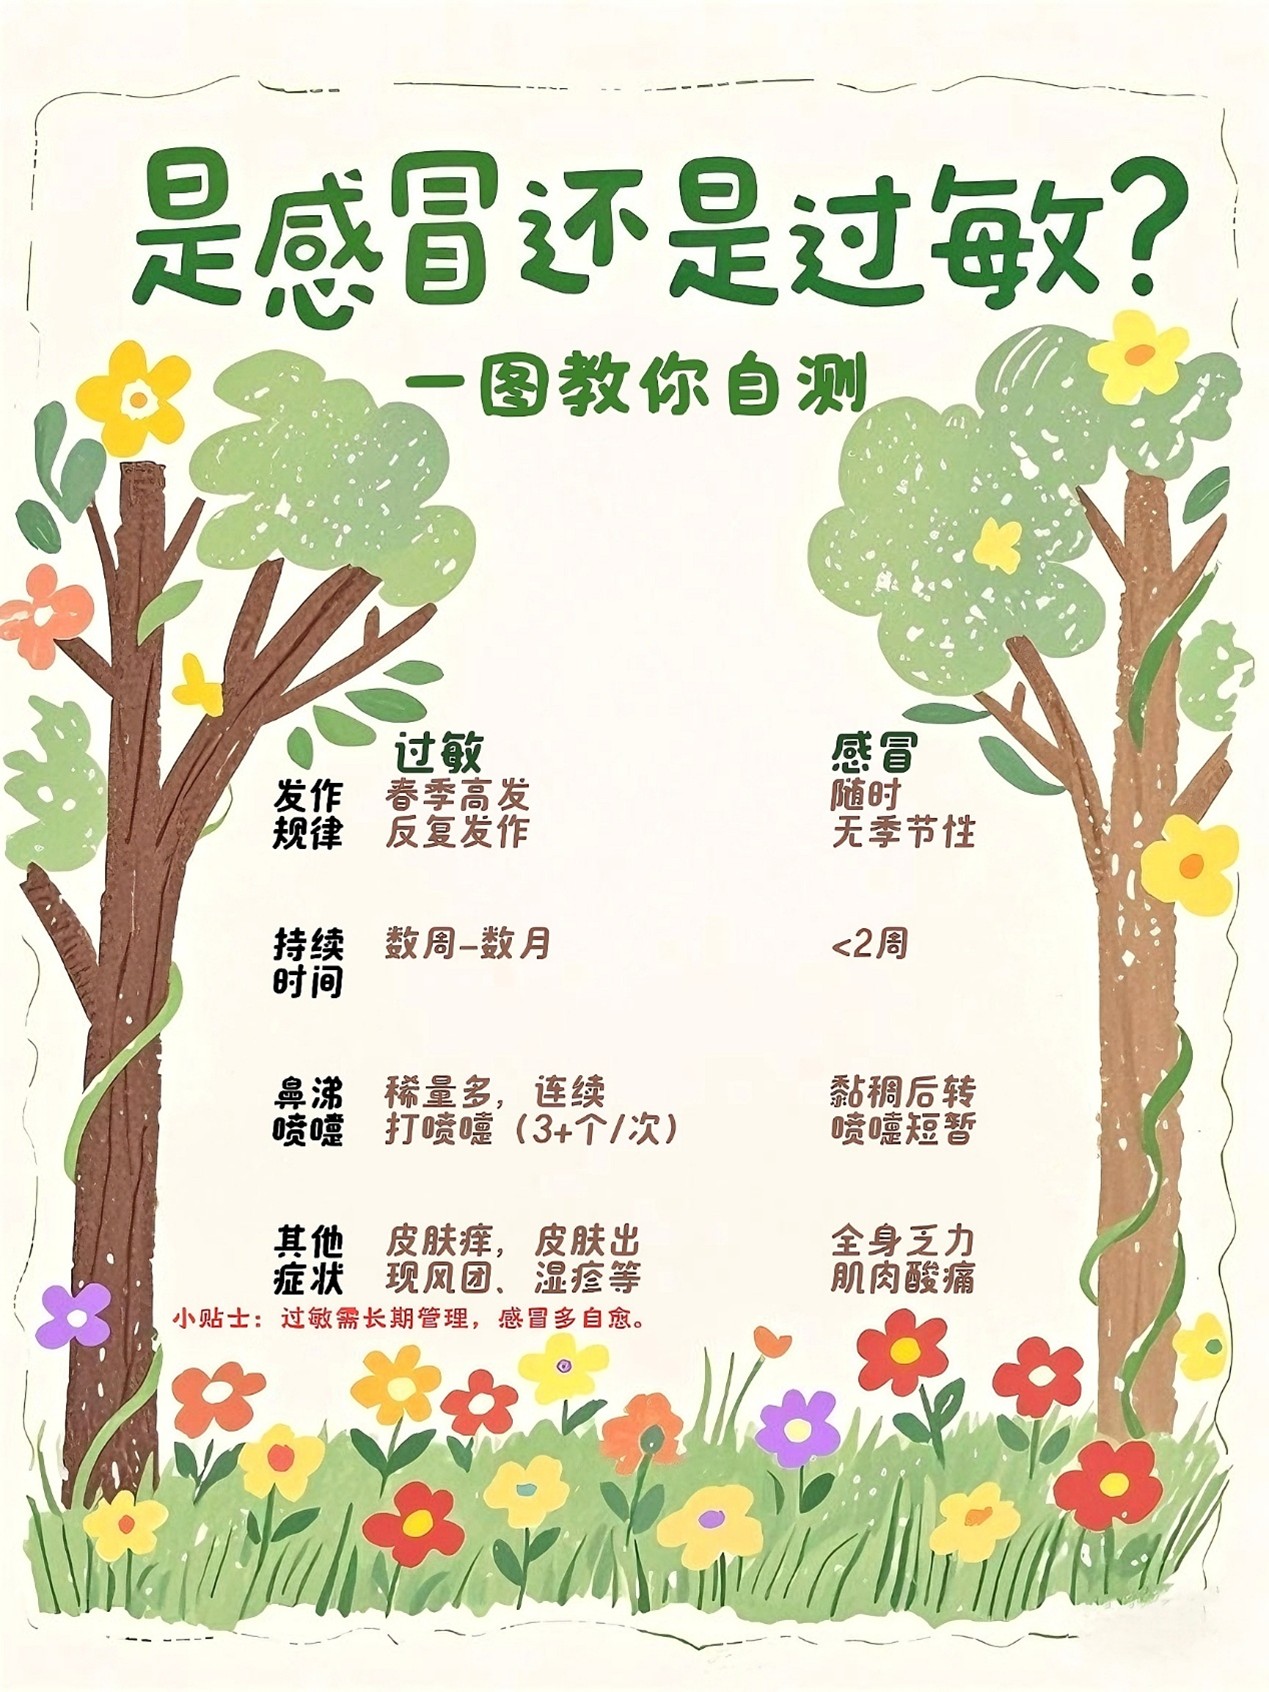 是感冒还是过敏?
一图教你自测
过敏 感冒
发作 春季高发 随时
规律 反复发作 无季节性
持续 数周-数月 <2周
时间
鼻涕 稀量多，连续 黏稠后转
喷嚏 打喷嚏（3+个/次） 喷嚏短暂
其他 皮肤痒，皮肤出 全身乏力
症状 现风团、湿疹等 肌肉酸痛
小贴士：过敏需长期管理，感冒多自愈。